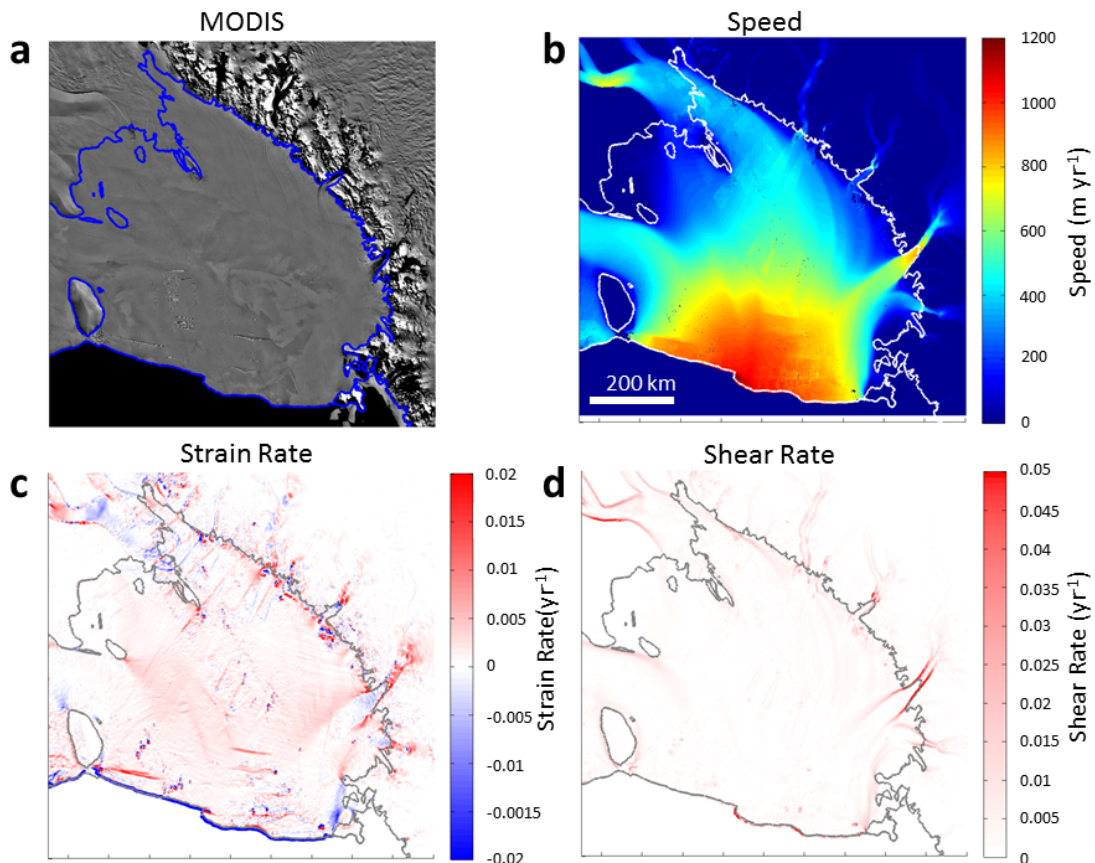 MODIS
a
Speed
b
1200
1000
800
600
400
200
0
Speed (m yr-1)
200 km
Strain Rate
c
0.02
0.015
0.01
0.005
0
-0.005
-0.01
-0.0015
-0.02
Strain Rate(yr-1)
Shear Rate
d
0.05
0.045
0.04
0.035
0.03
0.025
0.02
0.015
0.01
0.005
0
Shear Rate (yr-1)